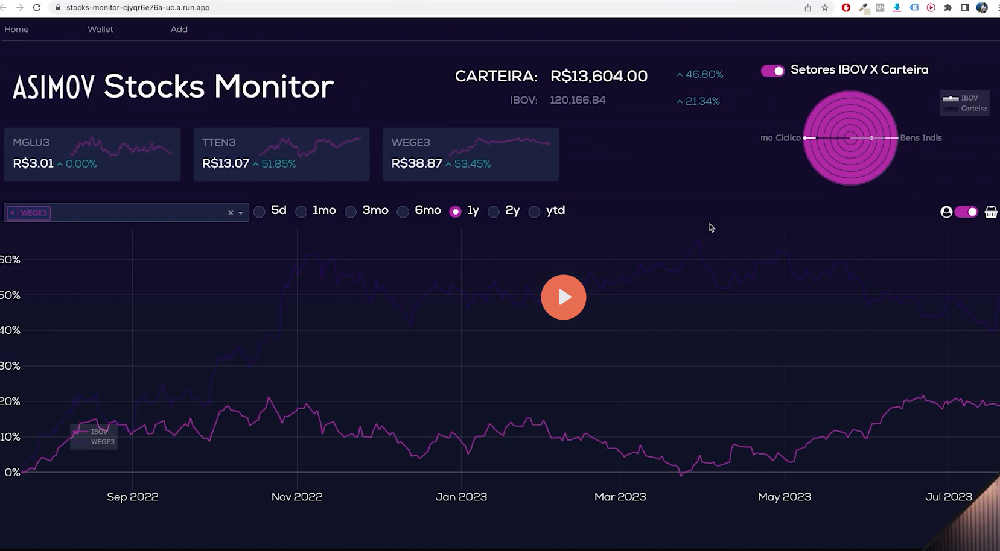 stocks-monitor-cjyqr6e76a-uc.a.run.app
Home Wallet Add
ASIMOV Stocks Monitor
CARTEIRA: R$13,604.00 46.80%
IBOV: 120,166.84 21.34%
Setores IBOV X Carteira
IBOV
Carteira
mo Cíclico
Bens Indis
MGLU3
R$3.01 0.00%
TTEN3
R$13.07 51.85%
WEGE3
R$38.87 53.45%
× WEGE3 ×
5d 1mo 3mo 6mo 1y 2y ytd
60%
50%
40%
30%
20%
10%
0%
IBOV
WEGE3
Sep 2022 Nov 2022 Jan 2023 Mar 2023 May 2023 Jul 2023